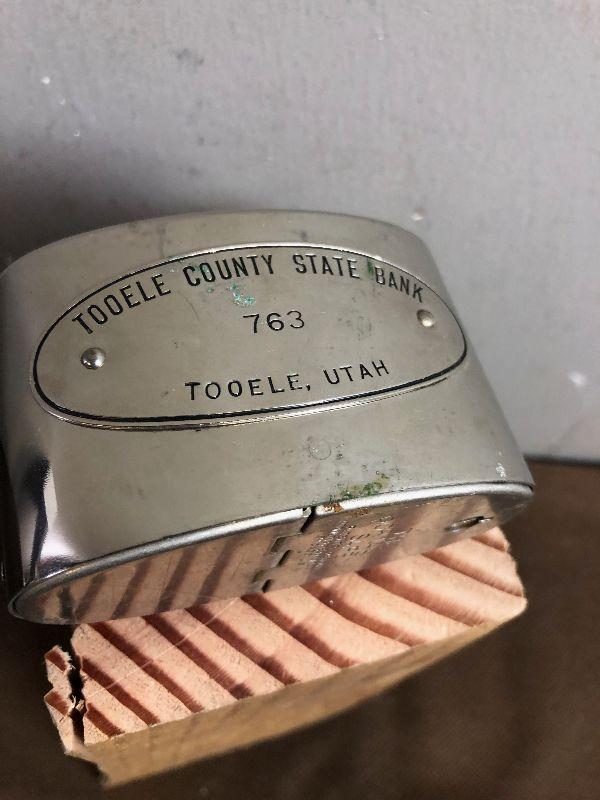 TOOELE COUNTY STATE BANK
763
TOOELE, UTAH